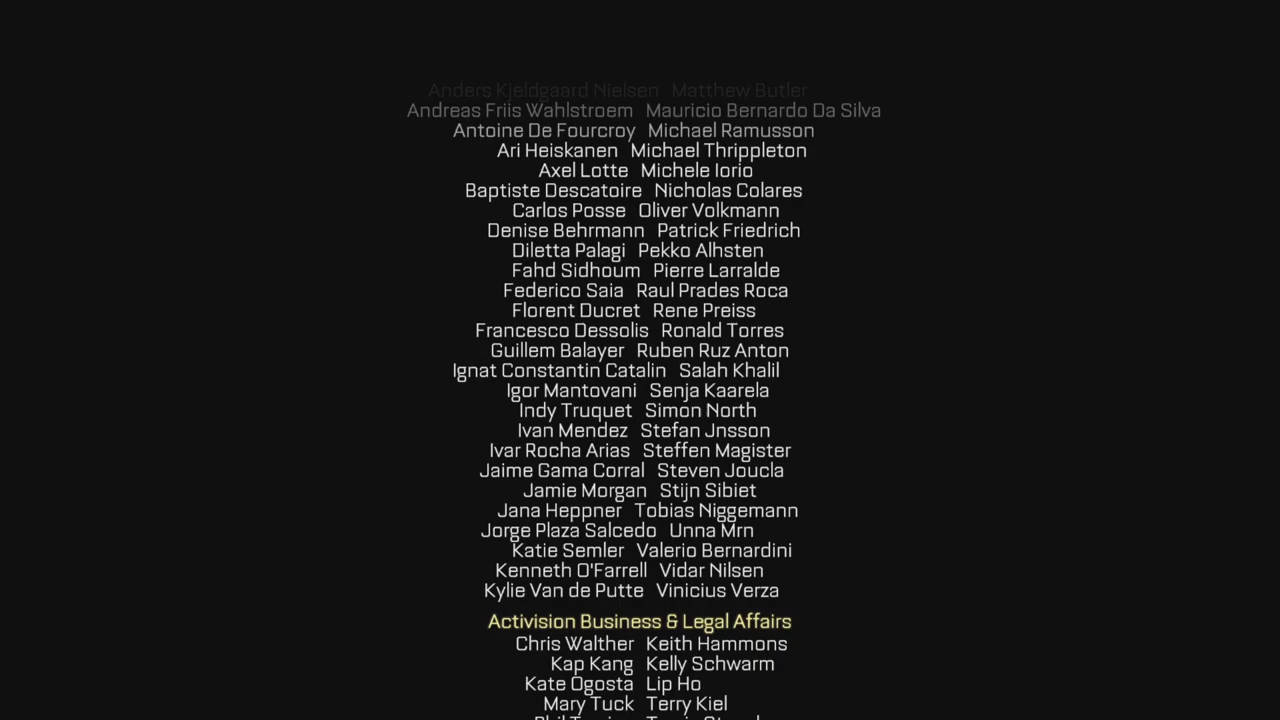 Anders Kjeldgaard Nielsen Matthew Butler
Andreas Friis Wahlstroem Mauricio Bernardo Da Silva
Antoine De Fourcroy Michael Ramusson
Ari Heiskanen Michael Thrippleton
Axel Lotte Michele Iorio
Baptiste Descatoire Nicholas Colares
Carlos Posse Oliver Volkmann
Denise Behrmann Patrick Friedrich
Diletta Palagi Pekko Alhsten
Fahd Sidhoum Pierre Larralde
Federico Saia Raul Prades Roca
Florent Ducret Rene Preiss
Francesco Dessolis Ronald Torres
Guillem Balayer Ruben Ruz Anton
Ignat Constantin Catalin Salah Khalil
Igor Mantovani Senja Kaarela
Indy Truquet Simon North
Ivan Mendez Stefan Jnsson
Ivar Rocha Arias Steffen Magister
Jaime Gama Corral Steven Joucla
Jamie Morgan Stijn Sibiet
Jana Heppner Tobias Niggemann
Jorge Plaza Salcedo Unna Mrn
Katie Semler Valerio Bernardini
Kenneth O'Farrell Vidar Nilsen
Kylie Van de Putte Vinicius Verza
Activision Business & Legal Affairs
Chris Walther Keith Hammons
Kap Kang Kelly Schwarm
Kate Ogosta Lip Ho
Mary Tuck Terry Kiel